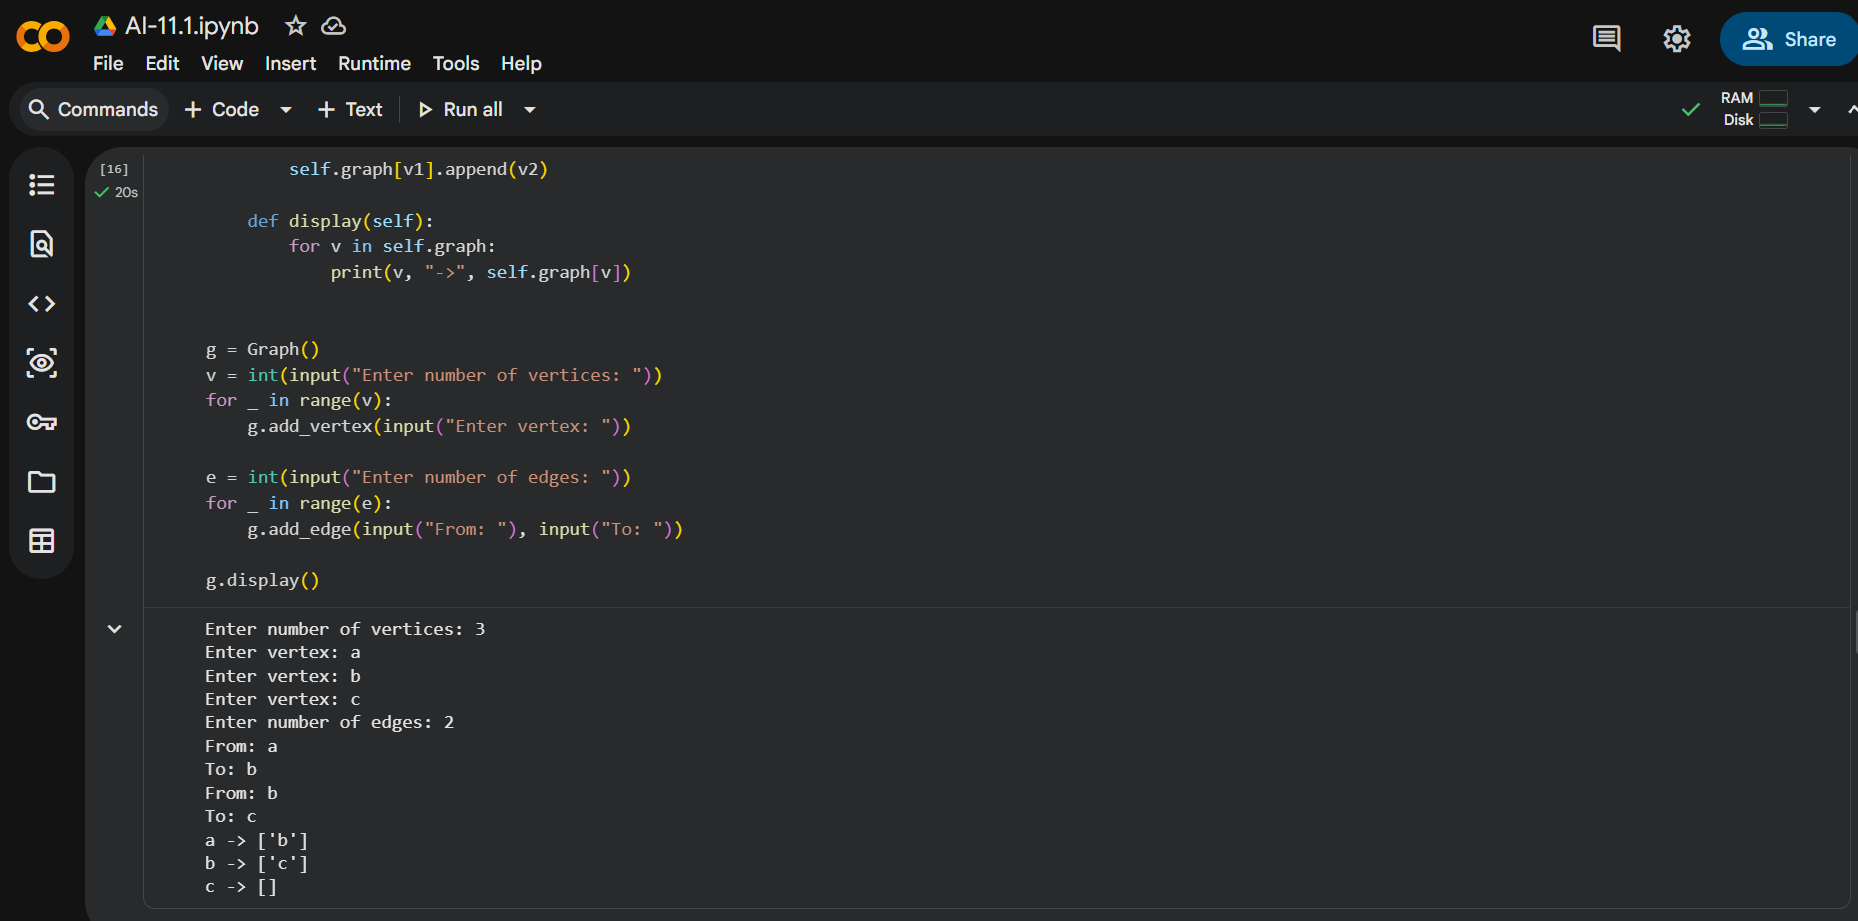 AI-11.1.ipynb
File Edit View Insert Runtime Tools Help
Share
Commands + Code + Text Run all
RAM
Disk
[16]
20s
        self.graph[v1].append(v2)

    def display(self):
        for v in self.graph:
            print(v, "->", self.graph[v])

g = Graph()
v = int(input("Enter number of vertices: "))
for _ in range(v):
    g.add_vertex(input("Enter vertex: "))

e = int(input("Enter number of edges: "))
for _ in range(e):
    g.add_edge(input("From: "), input("To: "))

g.display()
Enter number of vertices: 3
Enter vertex: a
Enter vertex: b
Enter vertex: c
Enter number of edges: 2
From: a
To: b
From: b
To: c
a -> ['b']
b -> ['c']
c -> []